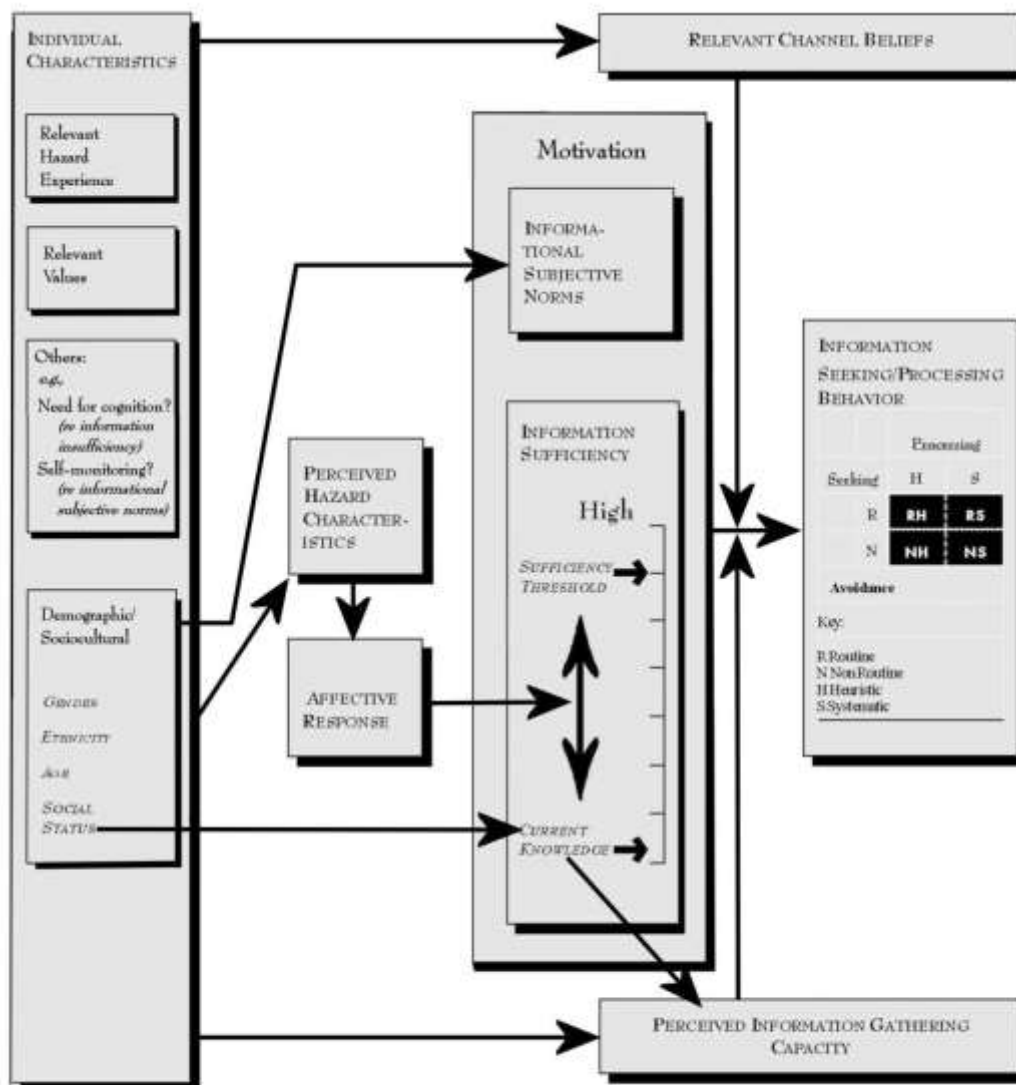 INDIVIDUAL
CHARACTERISTICS
Relevant
Hazard
Experience
Relevant
Values
Others:
e.g.,
Need for cognition?
(re information
insufficiency)
Self-monitoring?
(re informational
subjective norms)
Demographic/
Sociocultural
GENDER
ETHNICITY
AGE
SOCIAL
STATUS
PERCEIVED
HAZARD
CHARACTER-
ISTICS
AFFECTIVE
RESPONSE
Motivation
INFORMA-
TIONAL
SUBJECTIVE
NORMS
INFORMATION
SUFFICIENCY
High
SUFFICIENCY
THRESHOLD
CURRENT
KNOWLEDGE
RELEVANT CHANNEL BELIEFS
INFORMATION
SEEKING/PROCESSING
BEHAVIOR
Processing
Seeking H S
R RH RS
N NH NS
Avoidance
Key:
R Routine
N Non Routine
H Heuristic
S Systematic
PERCEIVED INFORMATION GATHERING
CAPACITY